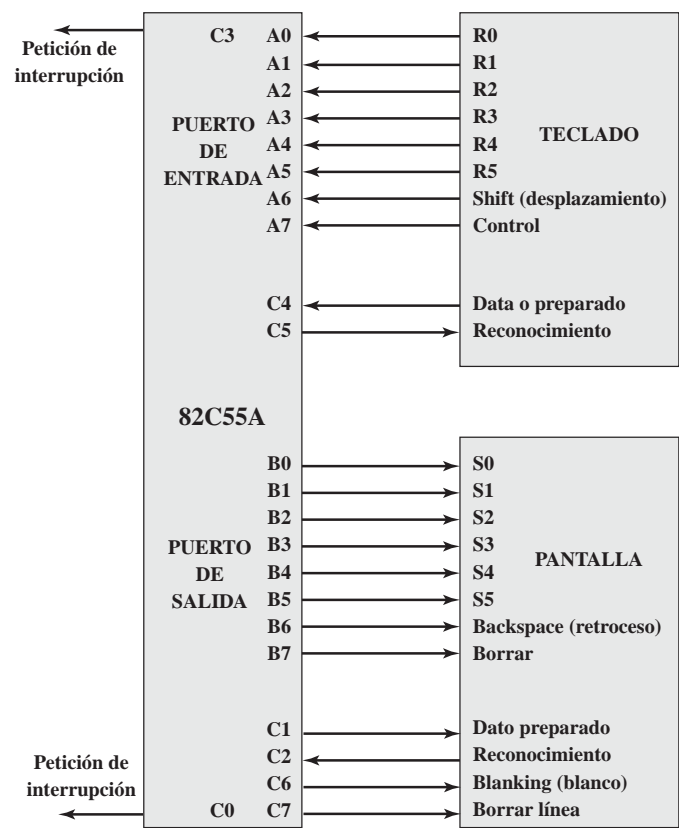 Petición de
interrupción
C3 A0 R0
A1 R1
A2 R2
A3 R3
PUERTO
DE
ENTRADA
A4 R4
TECLADO
A5 R5
A6 Shift (desplazamiento)
A7 Control
C4 Data o preparado
C5 Reconocimiento
82C55A
B0 S0
B1 S1
B2 S2
B3 S3
PUERTO
DE
SALIDA
PANTALLA
B4 S4
B5 S5
B6 Backspace (retroceso)
B7 Borrar
C1 Dato preparado
C2 Reconocimiento
C6 Blanking (blanco)
Petición de
interrupción
C0 C7 Borrar línea